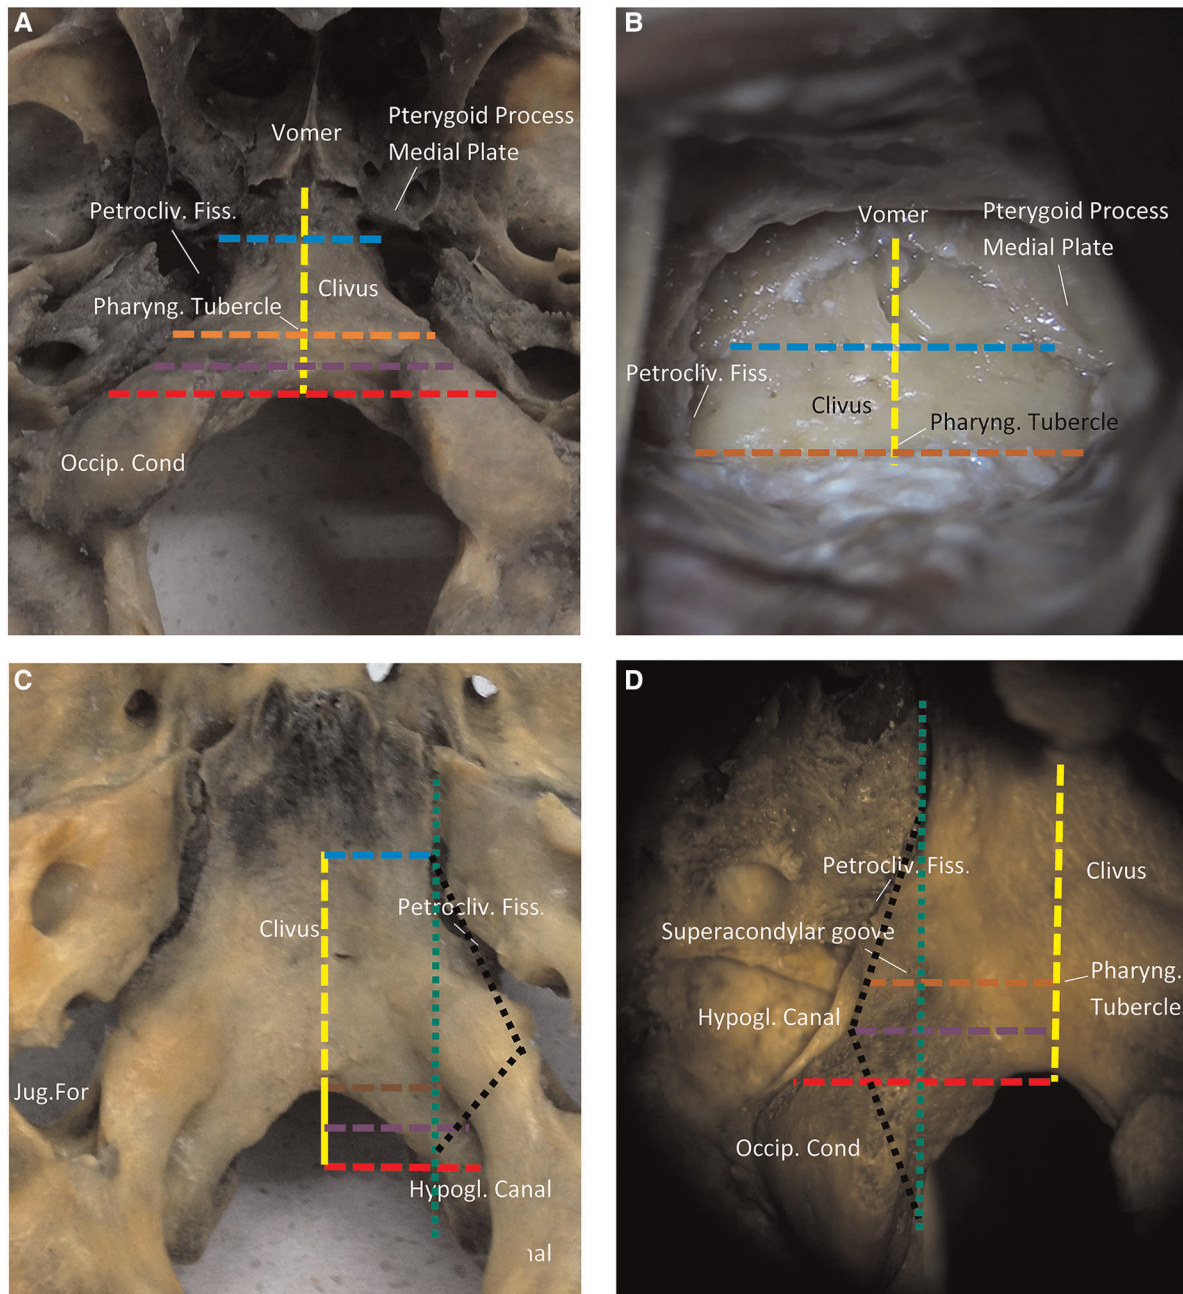 A
Vomer
Pterygoid Process
Medial Plate
Petrocliv. Fiss.
Clivus
Pharyng. Tubercle
Occip. Cond
B
Vomer
Pterygoid Process
Medial Plate
Petrocliv. Fiss.
Clivus
Pharyng. Tubercle
C
Petrocliv. Fiss.
Clivus
Jug.For
Hypogl. Canal
nal
D
Petrocliv. Fiss.
Clivus
Superacondylar goove
Pharyng.
Tubercle
Hypogl. Canal
Occip. Cond